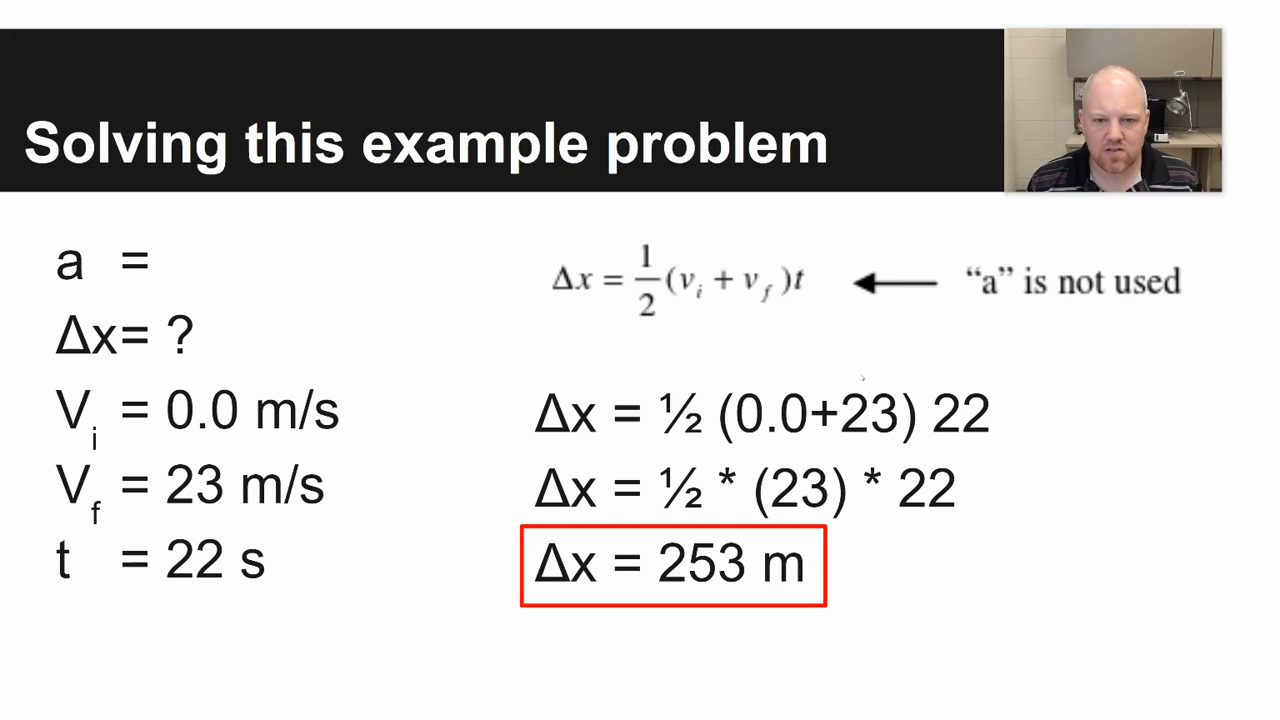 Solving this example problem
a =
Δx= ?
Vi = 0.0 m/s
Vf = 23 m/s
t = 22 s
Δx = 1/2 (vi + vf)t ← “a” is not used
Δx = ½ (0.0+23) 22
Δx = ½ * (23) * 22
Δx = 253 m